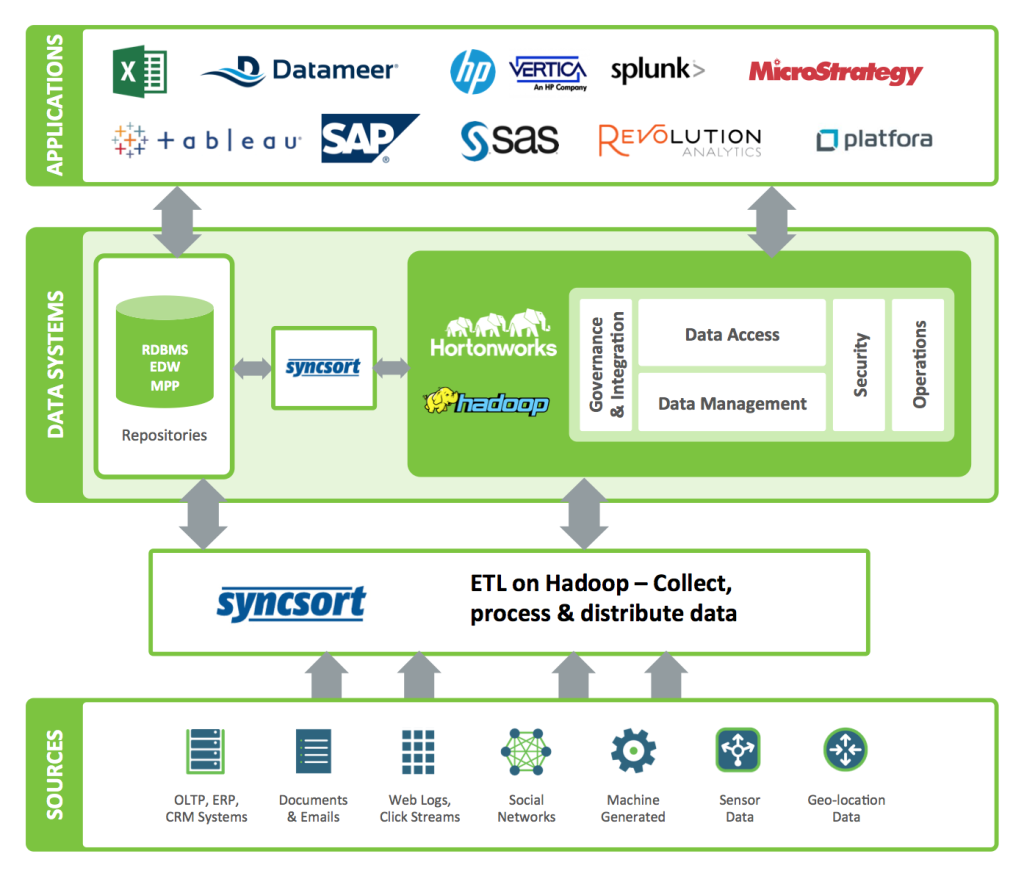 APPLICATIONS
X
Datameer
hp
VERTICA
An HP Company
splunk>
MicroStrategy
+ a b l e a u
SAP
sas
REVOLUTION
ANALYTICS
platfora
DATA SYSTEMS
RDBMS
EDW
MPP
Repositories
syncsort
Hortonworks
hadoop
Governance
& Integration
Data Access
Data Management
Security
Operations
syncsort
ETL on Hadoop – Collect,
process & distribute data
SOURCES
OLTP, ERP,
CRM Systems
Documents
& Emails
Web Logs,
Click Streams
Social
Networks
Machine
Generated
Sensor
Data
Geo-location
Data